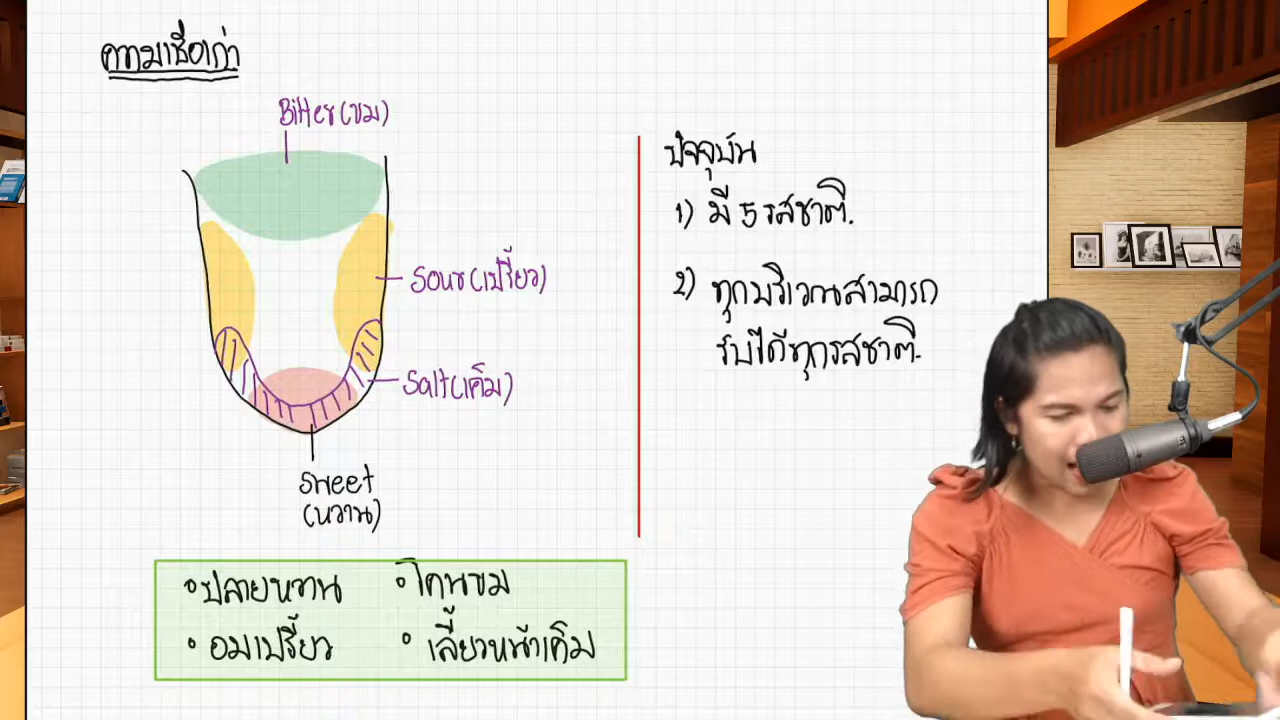 ความเชื่อเก่า
Bitter (ขม)
Sour (เปรี้ยว)
Salt (เค็ม)
Sweet
(หวาน)
• ปลายหวาน
• โคนขม
• อมเปรี้ยว
• เลี้ยวหน้าเค็ม
ปัจจุบัน
1) มี 5 รสชาติ.
2) ทุกบริเวณสามารถ
รับได้ทุกรสชาติ.